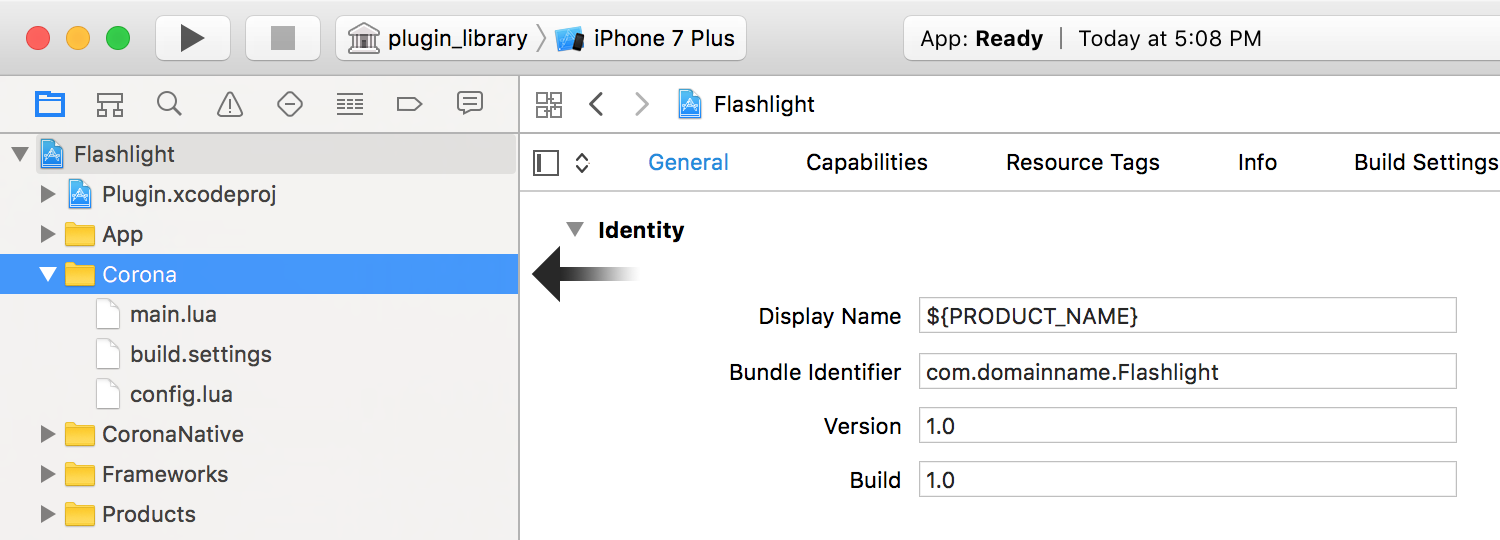 plugin_library iPhone 7 Plus App: Ready Today at 5:08 PM
Flashlight
General Capabilities Resource Tags Info Build Settings
Flashlight
Plugin.xcodeproj
App
Corona
main.lua
build.settings
config.lua
CoronaNative
Frameworks
Products
Identity
Display Name ${PRODUCT_NAME}
Bundle Identifier com.domainname.Flashlight
Version 1.0
Build 1.0